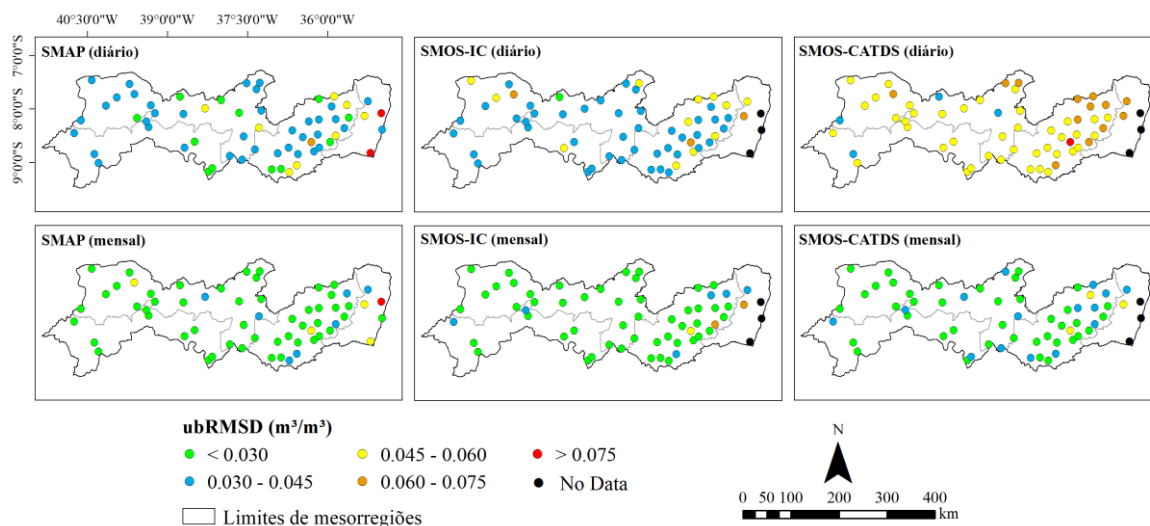 40°30'0"W 39°0'0"W 37°30'0"W 36°0'0"W
7°0'0"S
8°0'0"S
9°0'0"S
SMAP (diário)
SMOS-IC (diário)
SMOS-CATDS (diário)
SMAP (mensal)
SMOS-IC (mensal)
SMOS-CATDS (mensal)
ubRMSD (m³/m³)
< 0.030
0.045 - 0.060
> 0.075
0.030 - 0.045
0.060 - 0.075
No Data
Limites de mesorregiões
N
0 50 100 200 300 400
km